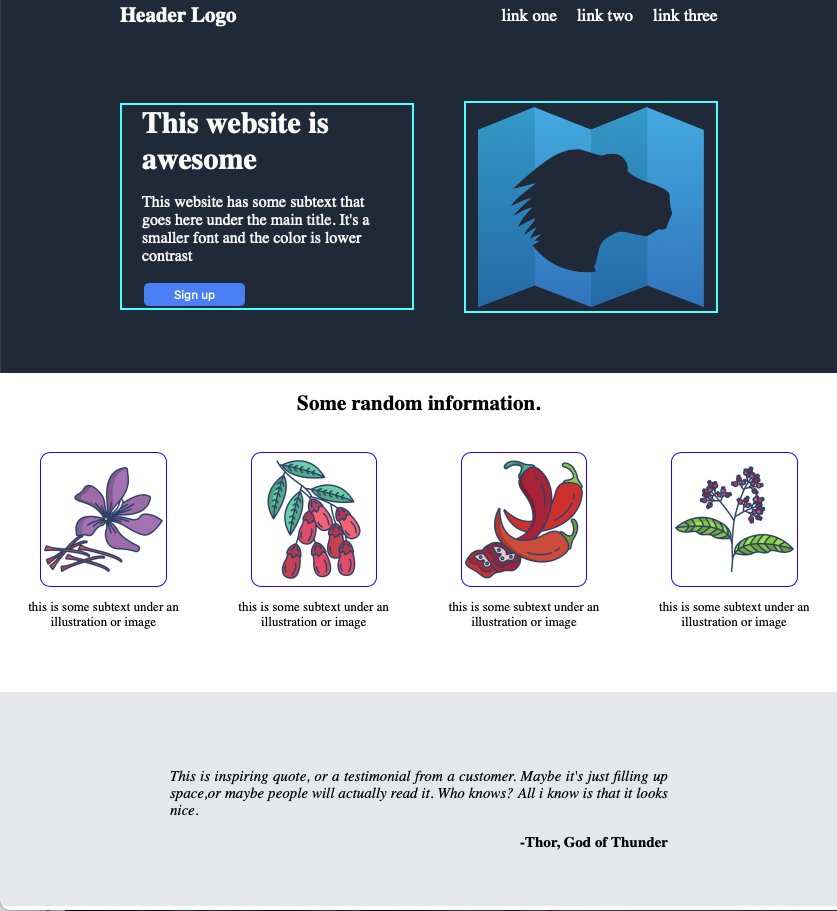 Header Logo
link one link two link three
This website is
awesome
This website has some subtext that
goes here under the main title. It's a
smaller font and the color is lower
contrast
Sign up
Some random information.
this is some subtext under an
illustration or image
this is some subtext under an
illustration or image
this is some subtext under an
illustration or image
this is some subtext under an
illustration or image
This is inspiring quote, or a testimonial from a customer. Maybe it's just filling up
space,or maybe people will actually read it. Who knows? All i know is that it looks
nice.
-Thor, God of Thunder